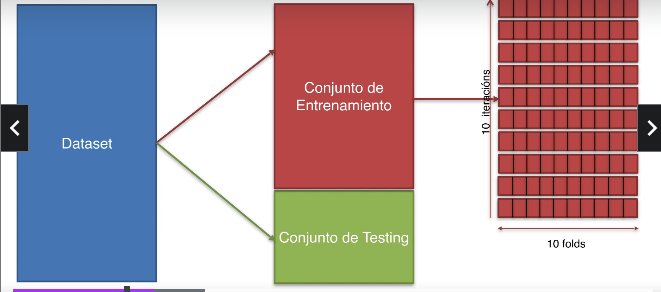 Dataset
Conjunto de
Entrenamiento
Conjunto de Testing
10 iteracións
10 folds